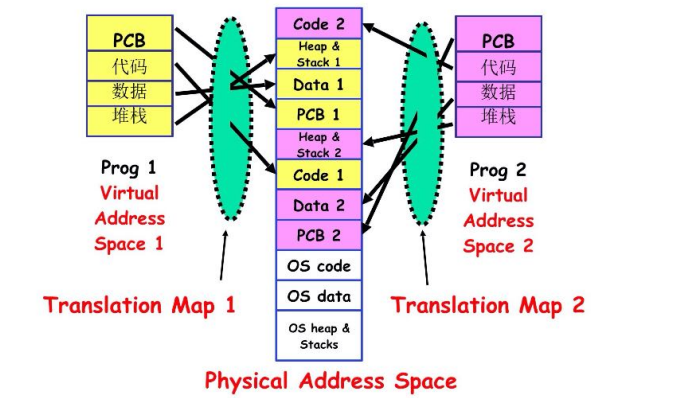 PCB
代码
数据
堆栈
Prog 1
Virtual
Address
Space 1
Translation Map 1
Code 2
Heap &
Stack 1
Data 1
PCB 1
Heap &
Stack 2
Code 1
Data 2
PCB 2
OS code
OS data
OS heap &
Stacks
Physical Address Space
PCB
代码
数据
堆栈
Prog 2
Virtual
Address
Space 2
Translation Map 2